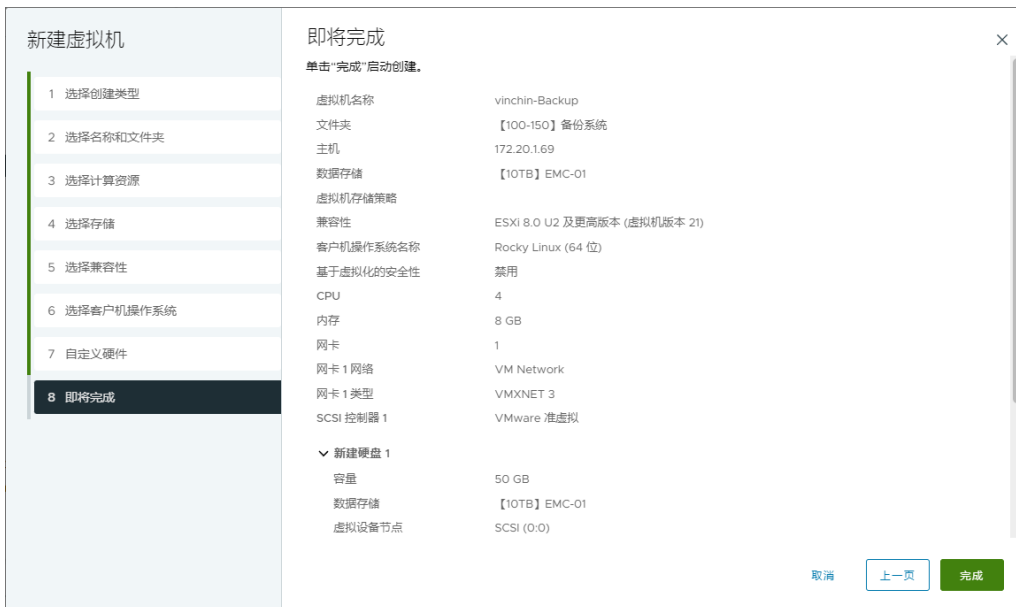 新建虚拟机
1 选择创建类型
2 选择名称和文件夹
3 选择计算资源
4 选择存储
5 选择兼容性
6 选择客户机操作系统
7 自定义硬件
8 即将完成
即将完成
单击“完成”启动创建。
虚拟机名称 vinchin-Backup
文件夹 【100-150】备份系统
主机 172.20.1.69
数据存储 【10TB】EMC-01
虚拟机存储策略
兼容性 ESXi 8.0 U2 及更高版本 (虚拟机版本 21)
客户机操作系统名称 Rocky Linux (64 位)
基于虚拟化的安全性 禁用
CPU 4
内存 8 GB
网卡 1
网卡 1 网络 VM Network
网卡 1 类型 VMXNET 3
SCSI 控制器 1 VMware 准虚拟
新建硬盘 1
容量 50 GB
数据存储 【10TB】EMC-01
虚拟设备节点 SCSI (0:0)
取消 上一页 完成